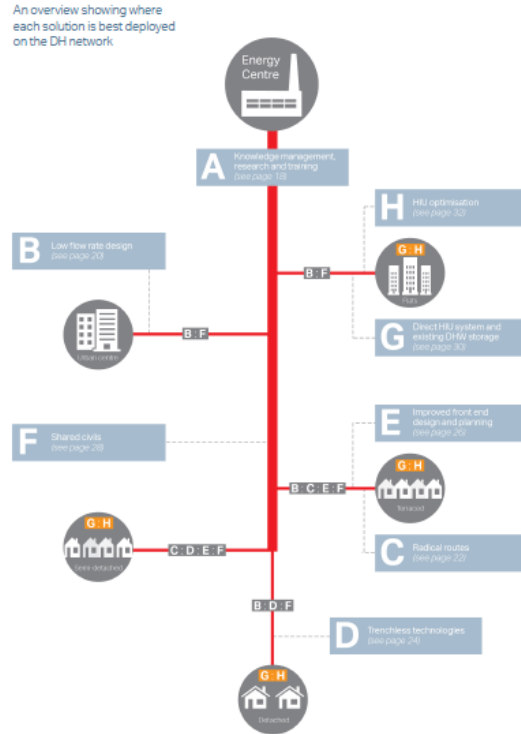 An overview showing where
each solution is best deployed
on the DH network
Energy
Centre
A
Knowledge management,
research and training
(see page 18)
B
Low flow rate design
(see page 20)
H
HIU optimisation
(see page 32)
G:H
Flats
B:F
B:F
Urban centre
G
Direct HIU system and
existing DHW storage
(see page 30)
F
Shared civils
(see page 28)
E
Improved front end
design and planning
(see page 26)
G:H
Terraced
B:C:E:F
G:H
Semi-detached
C:D:E:F
C
Radical routes
(see page 22)
B:D:F
D
Trenchless technologies
(see page 24)
G:H
Detached